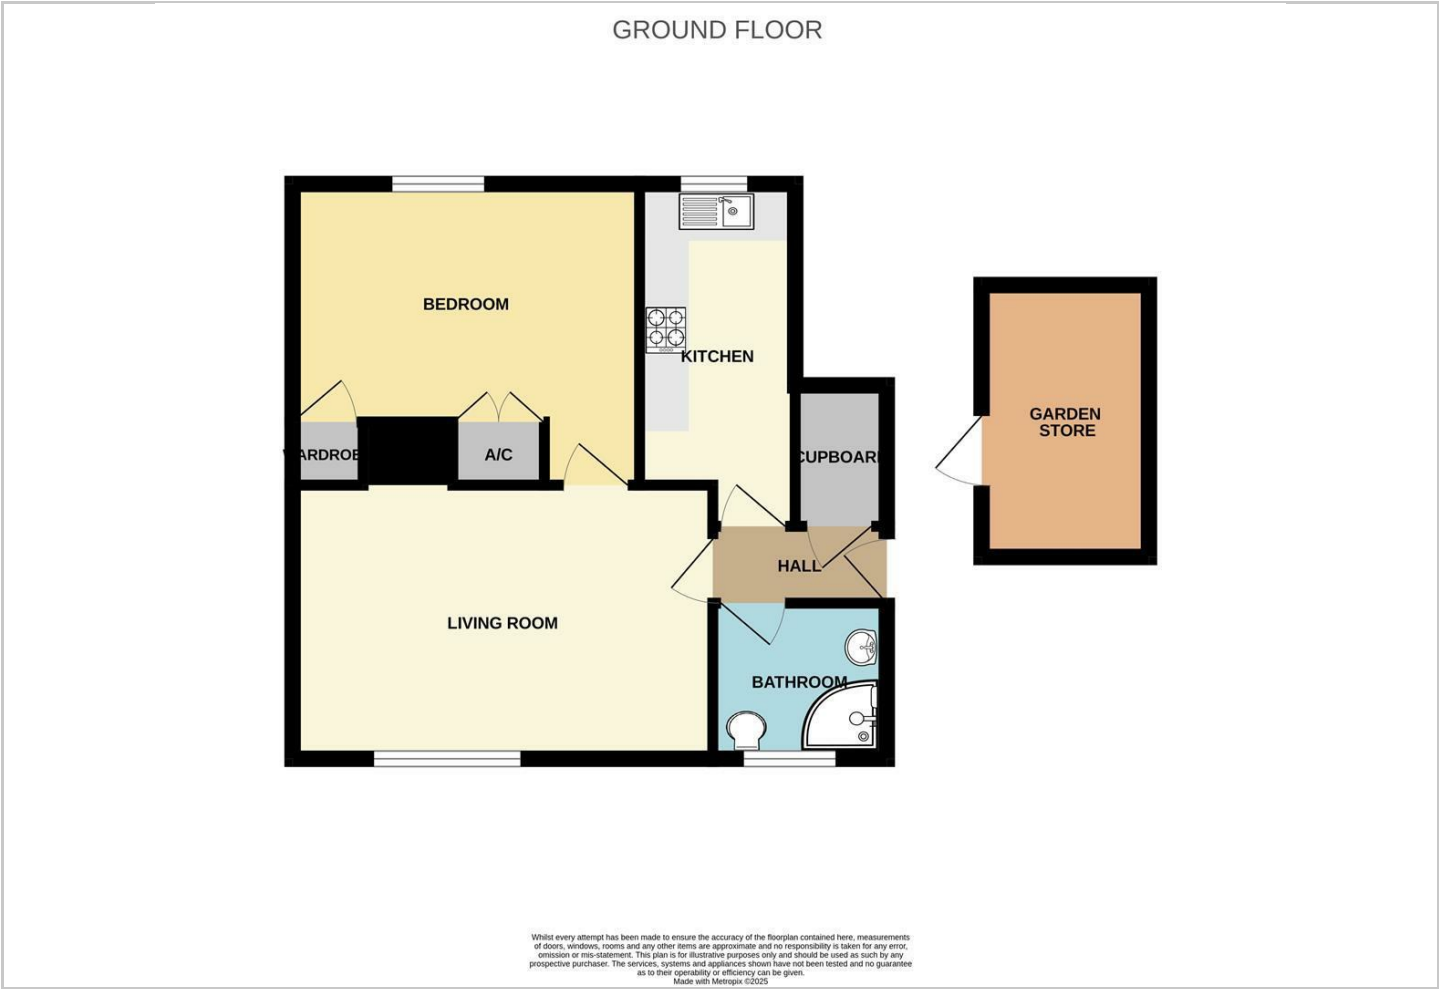 GROUND FLOOR
BEDROOM
KITCHEN
GARDEN
STORE
WARDROBE
A/C
CUPBOARD
HALL
LIVING ROOM
BATHROOM
Whilst every attempt has been made to ensure the accuracy of the floorplan contained here, measurements
of doors, windows, rooms and any other items are approximate and no responsibility is taken for any error,
omission or mis-statement. This plan is for illustrative purposes only and should be used as such by any
prospective purchaser. The services, systems and appliances shown have not been tested and no guarantee
as to their operability or efficiency can be given.
Made with Metropix ©2025